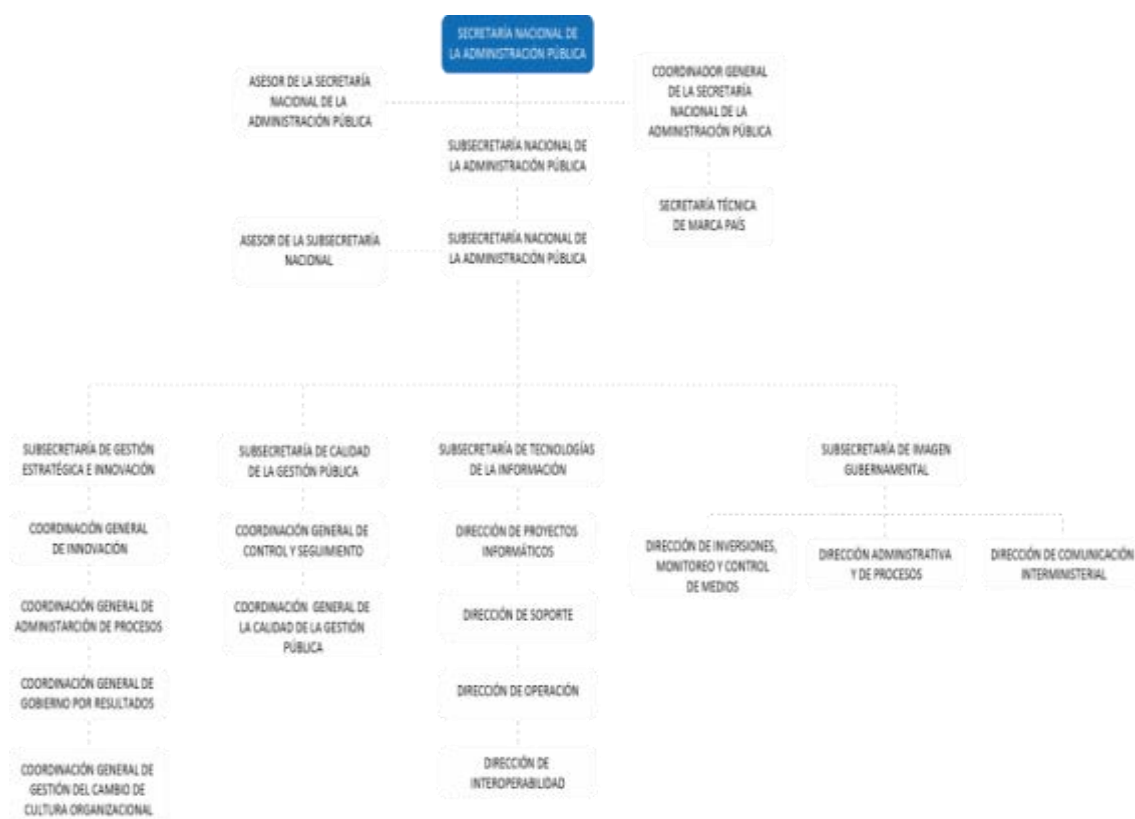 SECRETARÍA NACIONAL DE
LA ADMINISTRACIÓN PÚBLICA
ASESOR DE LA SECRETARÍA
NACIONAL DE LA
ADMINISTRACIÓN PÚBLICA
COORDINADOR GENERAL
DE LA SECRETARÍA
NACIONAL DE LA
ADMINISTRACIÓN PÚBLICA
SUBSECRETARÍA NACIONAL DE
LA ADMINISTRACIÓN PÚBLICA
SECRETARÍA TÉCNICA
DE MARCA PAÍS
ASESOR DE LA SUBSECRETARÍA
NACIONAL
SUBSECRETARÍA NACIONAL DE
LA ADMINISTRACIÓN PÚBLICA
SUBSECRETARÍA DE GESTIÓN
ESTRATÉGICA E INNOVACIÓN
COORDINACIÓN GENERAL
DE INNOVACIÓN
COORDINACIÓN GENERAL DE
ADMINISTARCIÓN DE PROCESOS
COORDINACIÓN GENERAL DE
GOBIERNO POR RESULTADOS
COORDINACIÓN GENERAL DE
GESTIÓN DEL CAMBIO DE
CULTURA ORGANIZACIONAL
SUBSECRETARÍA DE CALIDAD
DE LA GESTIÓN PÚBLICA
COORDINACIÓN GENERAL DE
CONTROL Y SEGUIMIENTO
COORDINACIÓN GENERAL DE
LA CALIDAD DE LA GESTIÓN
PÚBLICA
SUBSECRETARÍA DE TECNOLOGÍAS
DE LA INFORMACIÓN
DIRECCIÓN DE PROYECTOS
INFORMÁTICOS
DIRECCIÓN DE SOPORTE
DIRECCIÓN DE OPERACIÓN
DIRECCIÓN DE
INTEROPERABILIDAD
SUBSECRETARÍA DE IMAGEN
GUBERNAMENTAL
DIRECCIÓN DE INVERSIONES,
MONITOREO Y CONTROL
DE MEDIOS
DIRECCIÓN ADMINISTRATIVA
Y DE PROCESOS
DIRECCIÓN DE COMUNICACIÓN
INTERMINISTERIAL